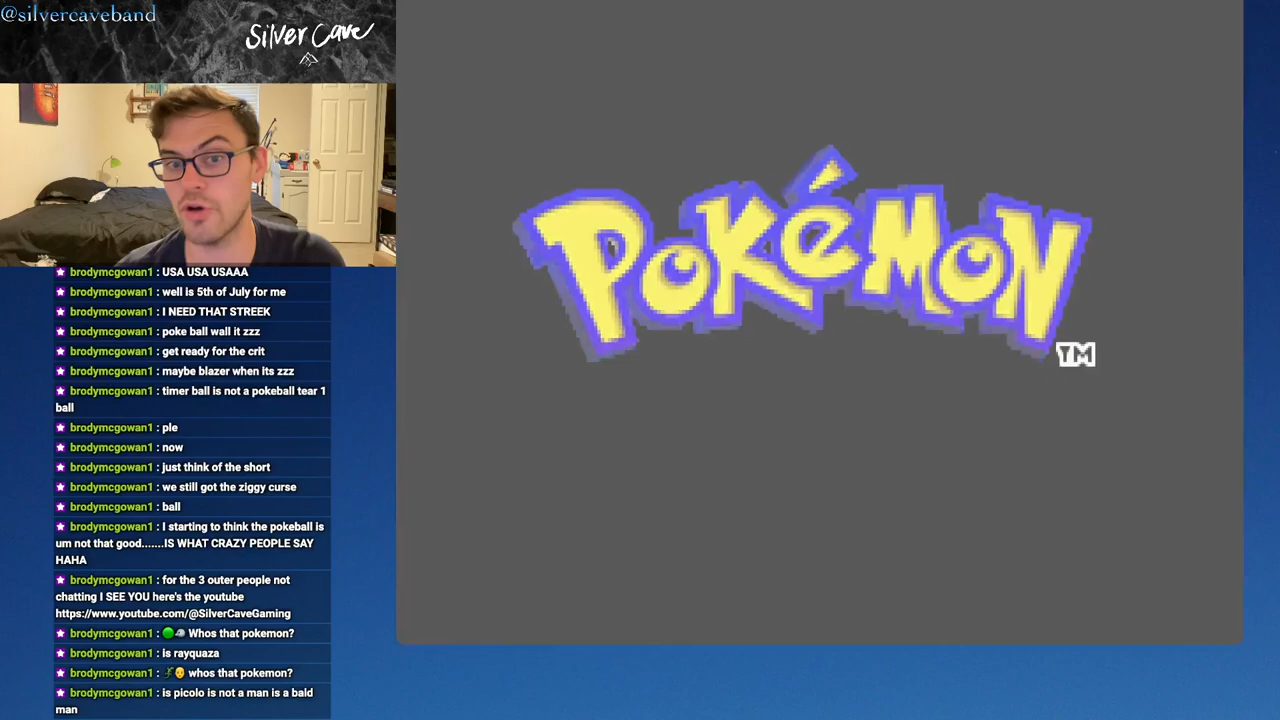 @silvercaveband
Silver Cave
POKéMON
TM
brodymcgowan1 : USA USA USAAA
brodymcgowan1 : well is 5th of July for me
brodymcgowan1 : I NEED THAT STREEK
brodymcgowan1 : poke ball wall it zzz
brodymcgowan1 : get ready for the crit
brodymcgowan1 : maybe blazer when its zzz
brodymcgowan1 : timer ball is not a pokeball tear 1
ball
brodymcgowan1 : ple
brodymcgowan1 : now
brodymcgowan1 : just think of the short
brodymcgowan1 : we still got the ziggy curse
brodymcgowan1 : ball
brodymcgowan1 : I starting to think the pokeball is
um not that good.......IS WHAT CRAZY PEOPLE SAY
HAHA
brodymcgowan1 : for the 3 outer people not
chatting I SEE YOU here's the youtube
https://www.youtube.com/@SilverCaveGaming
brodymcgowan1 : Whos that pokemon?
brodymcgowan1 : is rayquaza
brodymcgowan1 : whos that pokemon?
brodymcgowan1 : is picolo is not a man is a bald
man